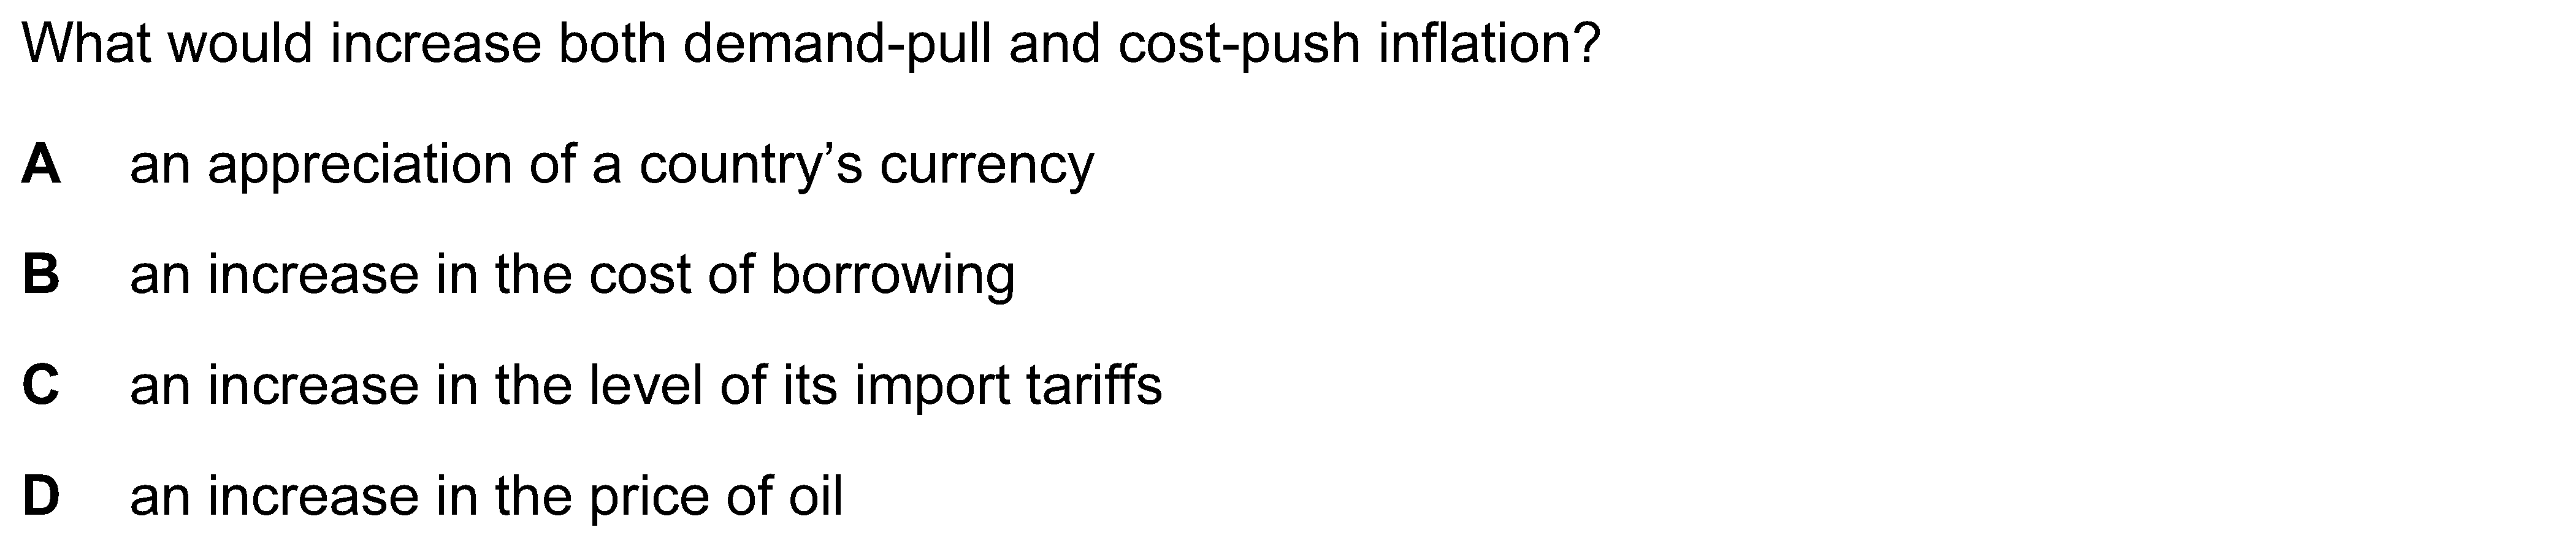 What would increase both demand-pull and cost-push inflation?
A an appreciation of a country’s currency
B an increase in the cost of borrowing
C an increase in the level of its import tariffs
D an increase in the price of oil